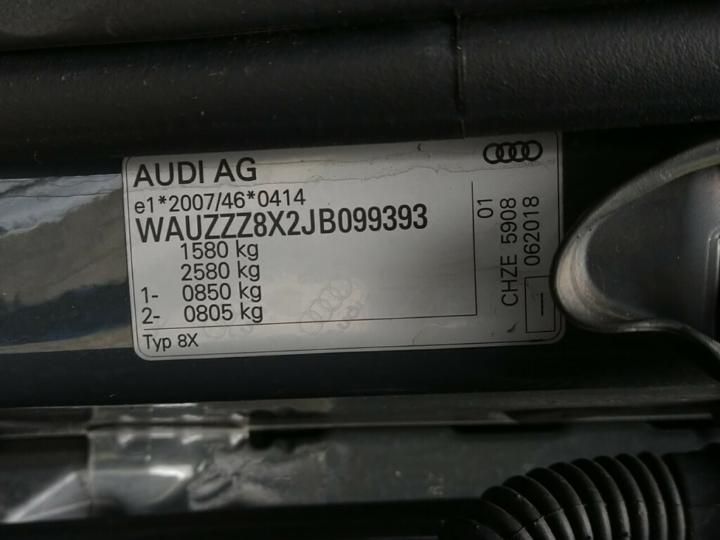 AUDI AG
e1*2007/46*0414
WAUZZZ8X2JB099393
1580 kg
2580 kg
1- 0850 kg
2- 0805 kg
Typ 8X
01
CHZE 5908
062018